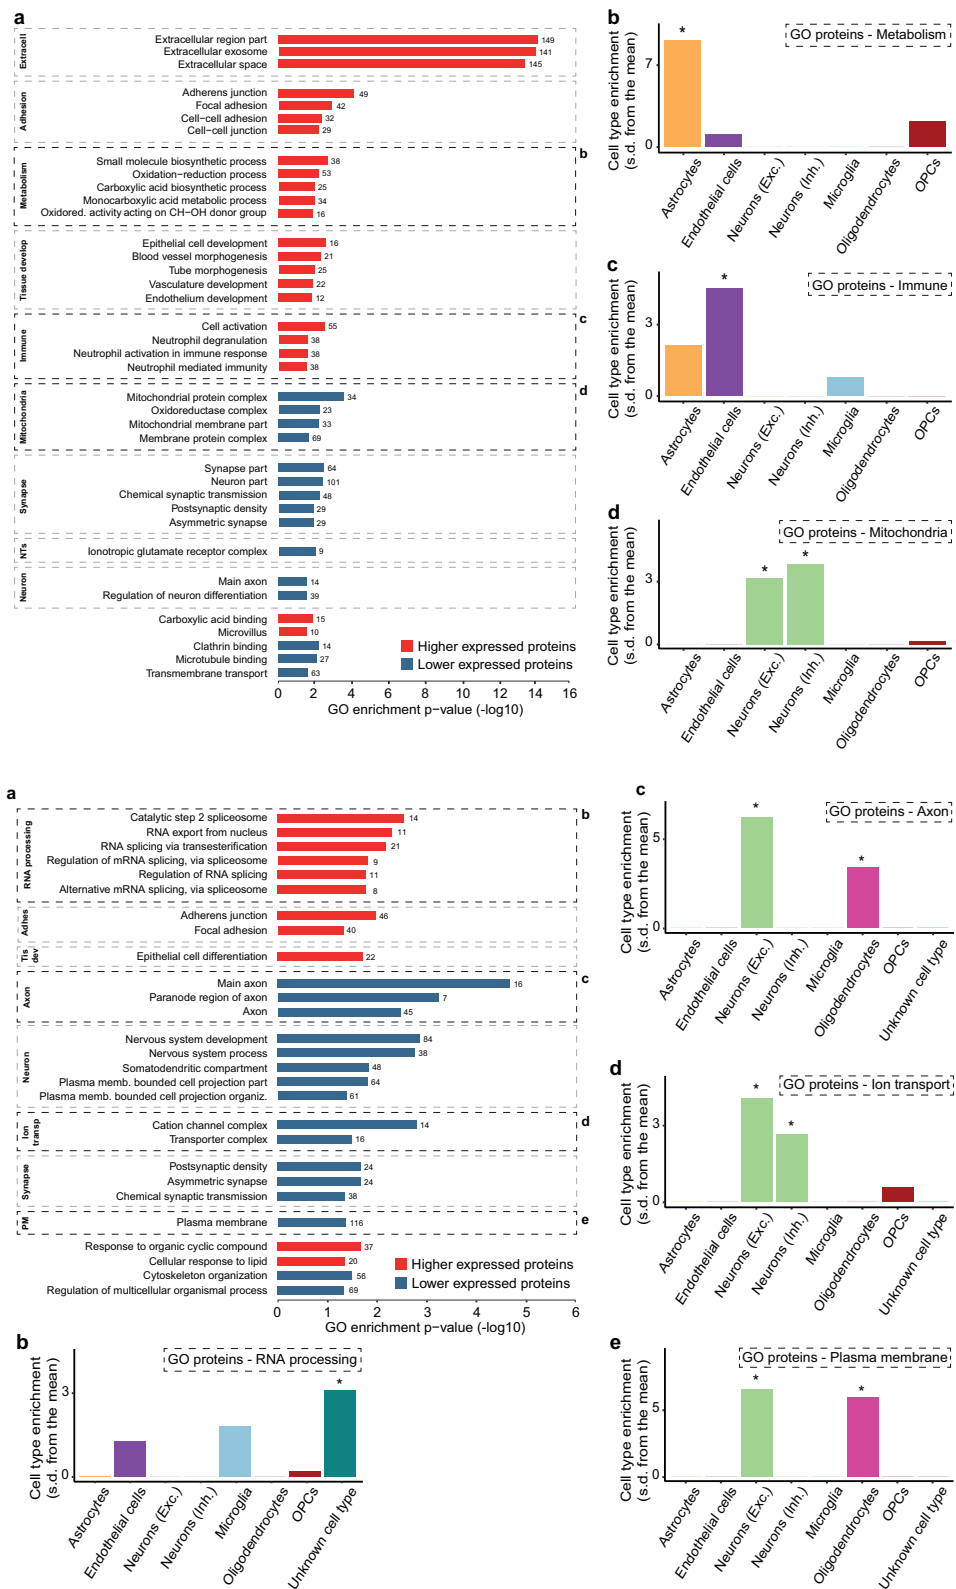 a
Extracell
Extracellular region part 149
Extracellular exosome 141
Extracellular space 145
Adhesion
Adherens junction 49
Focal adhesion 42
Cell−cell adhesion 32
Cell−cell junction 29
b
Metabolism
Small molecule biosynthetic process 38
Oxidation−reduction process 53
Carboxylic acid biosynthetic process 25
Monocarboxylic acid metabolic process 34
Oxidored. activity acting on CH−OH donor group 16
Tissue develop
Epithelial cell development 16
Blood vessel morphogenesis 21
Tube morphogenesis 25
Vasculature development 22
Endothelium development 12
c
Immune
Cell activation 55
Neutrophil degranulation 38
Neutrophil activation in immune response 38
Neutrophil mediated immunity 38
d
Mitochondria
Mitochondrial protein complex 34
Oxidoreductase complex 23
Mitochondrial membrane part 33
Membrane protein complex 69
Synapse
Synapse part 64
Neuron part 101
Chemical synaptic transmission 48
Postsynaptic density 29
Asymmetric synapse 29
NTs
Ionotropic glutamate receptor complex 9
Neuron
Main axon 14
Regulation of neuron differentiation 39
Carboxylic acid binding 15
Microvillus 10
Clathrin binding 14
Microtubule binding 27
Transmembrane transport 63
Higher expressed proteins
Lower expressed proteins
0 2 4 6 8 10 12 14 16
GO enrichment p−value (-log10)
b
GO proteins - Metabolism
Cell type enrichment
(s.d. from the mean)
7
0
*
Astrocytes
Endothelial cells
Neurons (Exc.)
Neurons (Inh.)
Microglia
Oligodendrocytes
OPCs
c
GO proteins - Immune
Cell type enrichment
(s.d. from the mean)
3
0
*
Astrocytes
Endothelial cells
Neurons (Exc.)
Neurons (Inh.)
Microglia
Oligodendrocytes
OPCs
d
GO proteins - Mitochondria
Cell type enrichment
(s.d. from the mean)
3
0
* *
Astrocytes
Endothelial cells
Neurons (Exc.)
Neurons (Inh.)
Microglia
Oligodendrocytes
OPCs
a
RNA processing
Catalytic step 2 spliceosome 14
RNA export from nucleus 11
RNA splicing via transesterification 21
Regulation of mRNA splicing, via spliceosome 9
Regulation of RNA splicing 11
Alternative mRNA splicing, via spliceosome 8
b
Adhes
Adherens junction 46
Focal adhesion 40
Tis
dev
Epithelial cell differentiation 22
c
Axon
Main axon 16
Paranode region of axon 7
Axon 45
Neuron
Nervous system development 84
Nervous system process 38
Somatodendritic compartment 48
Plasma memb. bounded cell projection part 64
Plasma memb. bounded cell projection organiz. 61
d
Ion
transp
Cation channel complex 14
Transporter complex 16
Synapse
Postsynaptic density 24
Asymmetric synapse 24
Chemical synaptic transmission 38
PM
Plasma membrane 116
e
Response to organic cyclic compound 37
Cellular response to lipid 20
Cytoskeleton organization 56
Regulation of multicellular organismal process 69
Higher expressed proteins
Lower expressed proteins
0 1 2 3 4 5 6
GO enrichment p−value (-log10)
c
GO proteins - Axon
Cell type enrichment
(s.d. from the mean)
5
0
* *
Astrocytes
Endothelial cells
Neurons (Exc.)
Neurons (Inh.)
Microglia
Oligodendrocytes
OPCs
Unknown cell type
d
GO proteins - Ion transport
Cell type enrichment
(s.d. from the mean)
3
0
* *
Astrocytes
Endothelial cells
Neurons (Exc.)
Neurons (Inh.)
Microglia
Oligodendrocytes
OPCs
Unknown cell type
b
GO proteins - RNA processing
Cell type enrichment
(s.d. from the mean)
3
0
*
Astrocytes
Endothelial cells
Neurons (Exc.)
Neurons (Inh.)
Microglia
Oligodendrocytes
OPCs
Unknown cell type
e
GO proteins - Plasma membrane
Cell type enrichment
(s.d. from the mean)
5
0
* *
Astrocytes
Endothelial cells
Neurons (Exc.)
Neurons (Inh.)
Microglia
Oligodendrocytes
OPCs
Unknown cell type